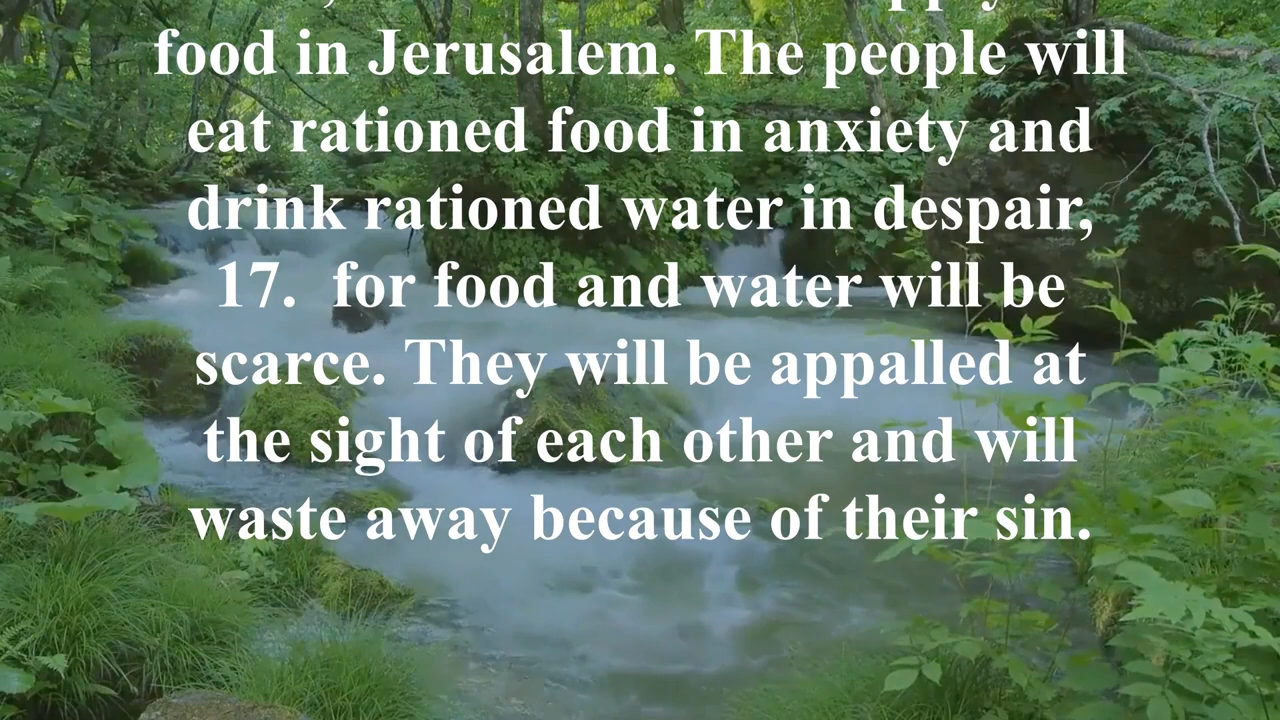 food in Jerusalem. The people will
eat rationed food in anxiety and
drink rationed water in despair,
17.  for food and water will be
scarce. They will be appalled at
the sight of each other and will
waste away because of their sin.